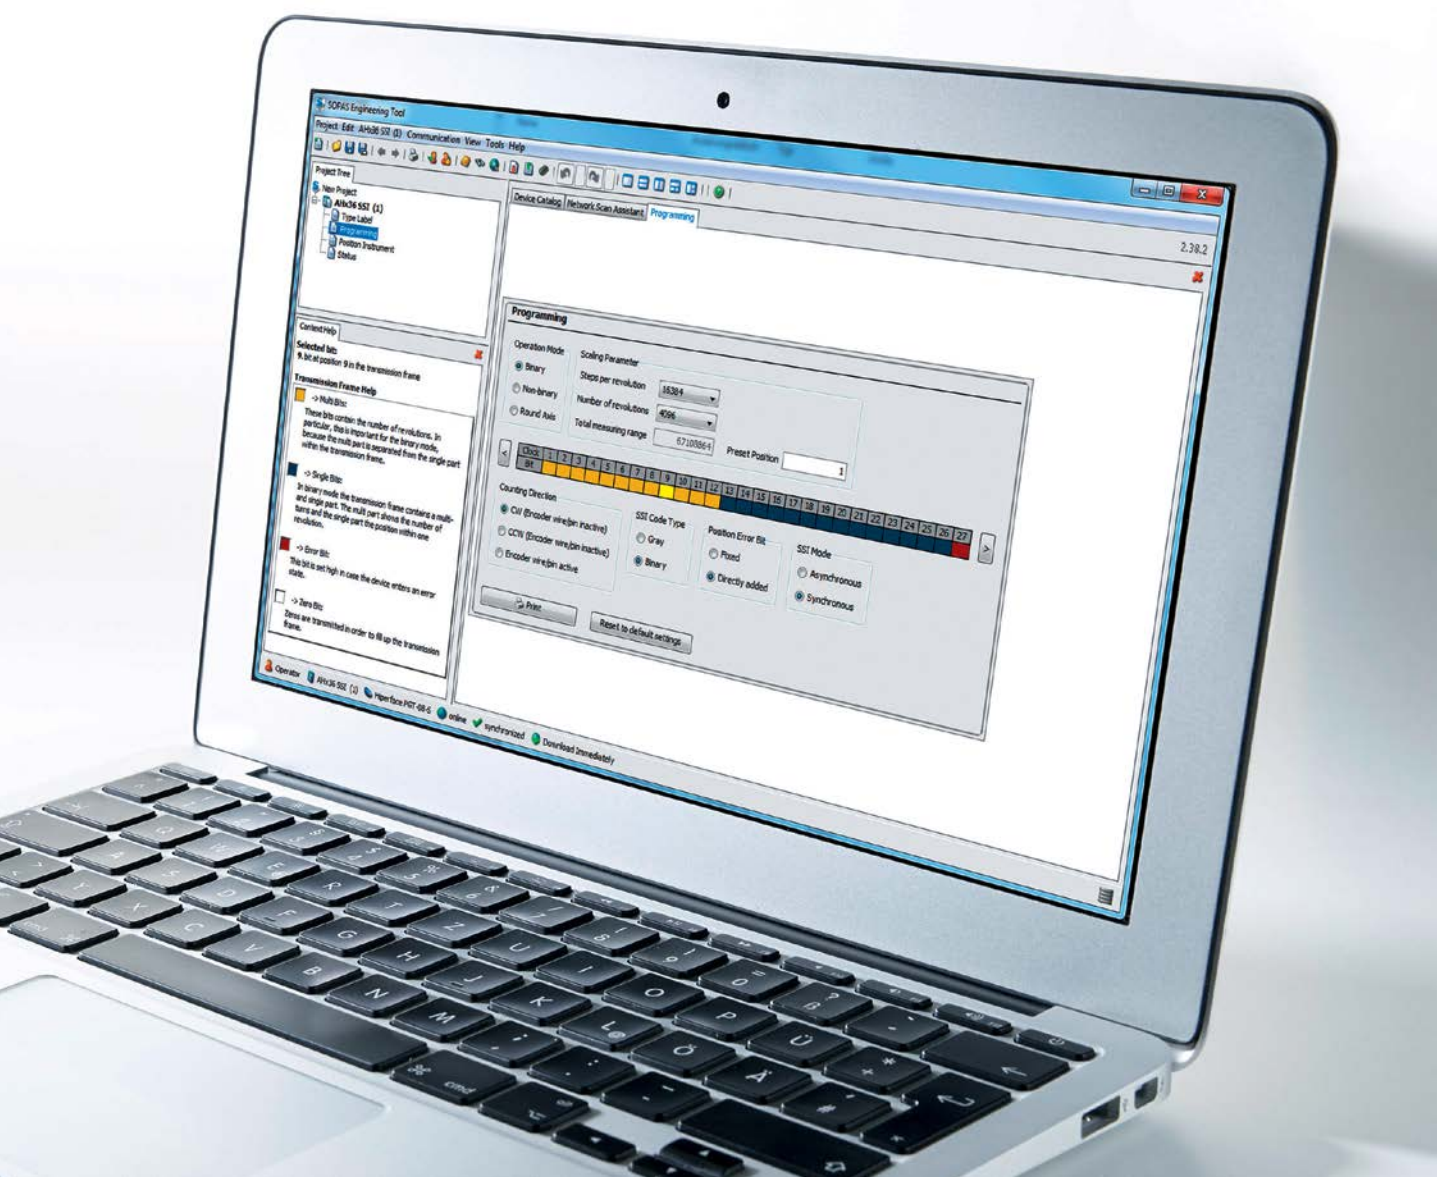 SOPAS Engineering Tool
Project Edit AHx36 SSI (1) Communication View Tools Help
Project Tree
New Project
AHx36 SSI (1)
Type Label
Programming
Position Instrument
Status
Device Catalog Network Scan Assistant Programming
2.38.2
Context Help
Selected bit:
9. bit at position 9 in the transmission frame
Transmission Frame Help
-> Multi Bits:
These bits contain the number of revolutions. In
particular, this is important for the binary mode,
because the multi part is separated from the single part
within the transmission frame.
-> Single Bits:
In binary mode the transmission frame contains a multi-
and single part. The multi part shows the number of
turns and the single part the position within one
revolution.
-> Error Bit:
This bit is set high in case the device enters an error
state.
-> Zero Bit:
Zeros are transmitted in order to fill up the transmission
frame.
Programming
Operation Mode
Binary
Non-binary
Round Axis
Scaling Parameter
Steps per revolution 16384
Number of revolutions 4096
Total measuring range 67108864
Preset Position 1
< Clock 1 2 3 4 5 6 7 8 9 10 11 12 13 14 15 16 17 18 19 20 21 22 23 24 25 26 27 >
Bit
Counting Direction
CW (Encoder wire/pin inactive)
CCW (Encoder wire/pin inactive)
Encoder wire/pin active
SSI Code Type
Gray
Binary
Position Error Bit
Fixed
Directly added
SSI Mode
Asynchronous
Synchronous
Print
Reset to default settings
Operator AHx36 SSI (1) Hiperface PGT-08-S online synchronized Download Immediately
Q W E R T Z U I O P Ü
A S D F G H J K L Ö Ä #
Y X C V B N M
cmd
⌘ cmd